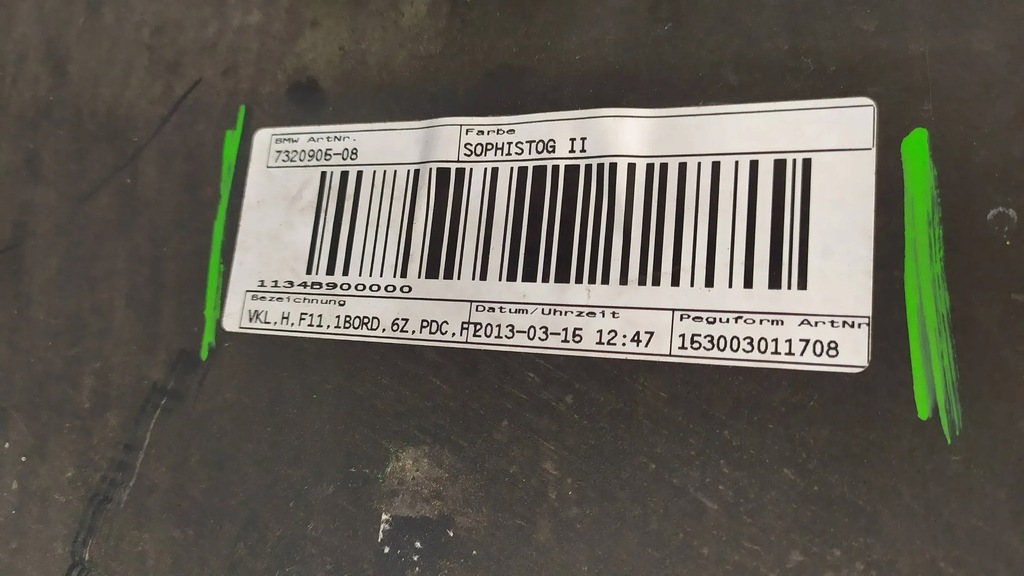 BMW ArtNr.
7320905-08
Farbe
SOPHISTOG II
1134B900000
Bezeichnung
VKL,H,F11,1BORD,6Z,PDC,FT
Datum/Uhrzeit
2013-03-15 12:47
Peguform ArtNr
153003011708